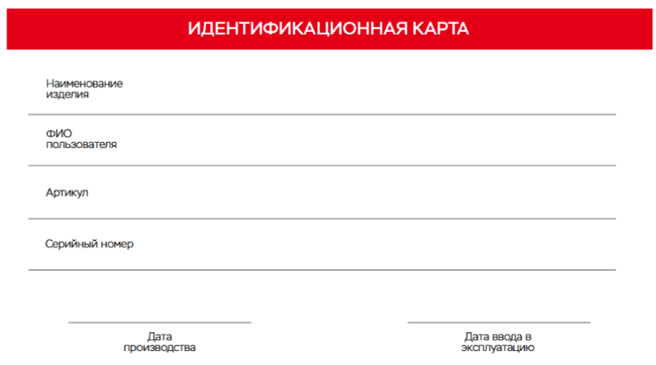 ИДЕНТИФИКАЦИОННАЯ КАРТА
Наименование
изделия
ФИО
пользователя
Артикул
Серийный номер
Дата
производства
Дата ввода в
эксплуатацию